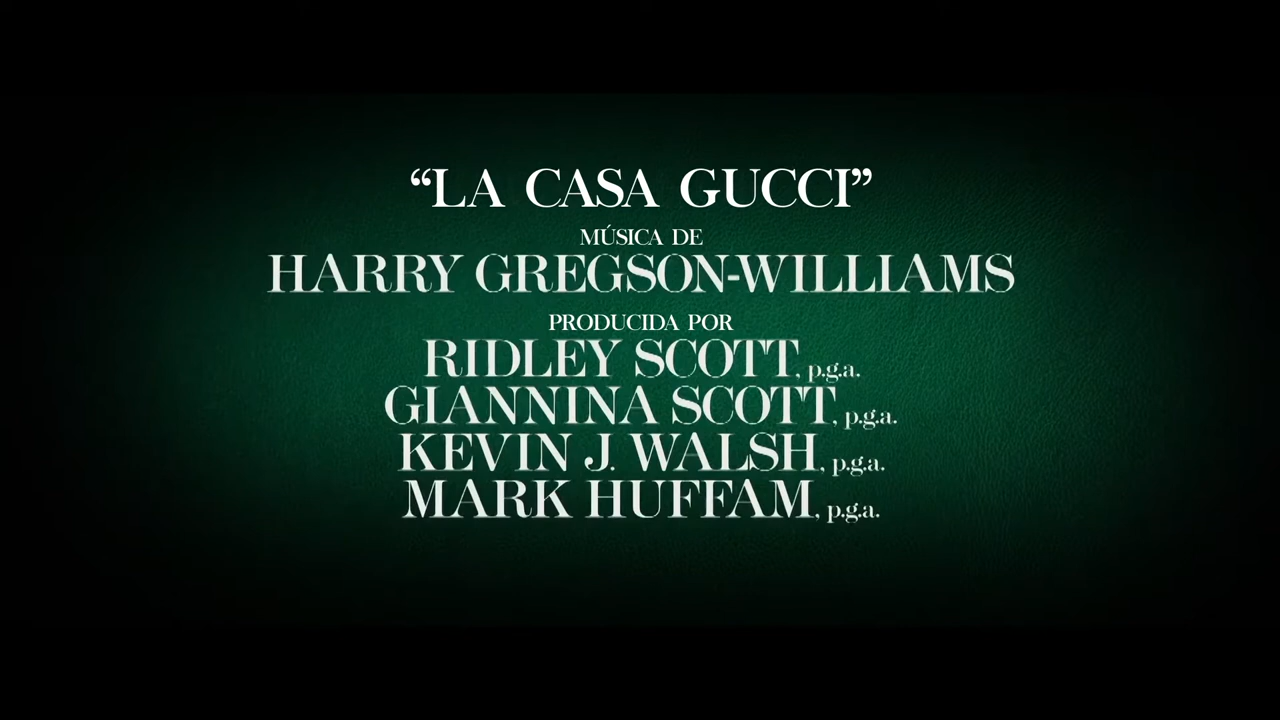 “LA CASA GUCCI”
MÚSICA DE
HARRY GREGSON-WILLIAMS
PRODUCIDA POR
RIDLEY SCOTT, p.g.a.
GIANNINA SCOTT, p.g.a.
KEVIN J. WALSH, p.g.a.
MARK HUFFAM, p.g.a.